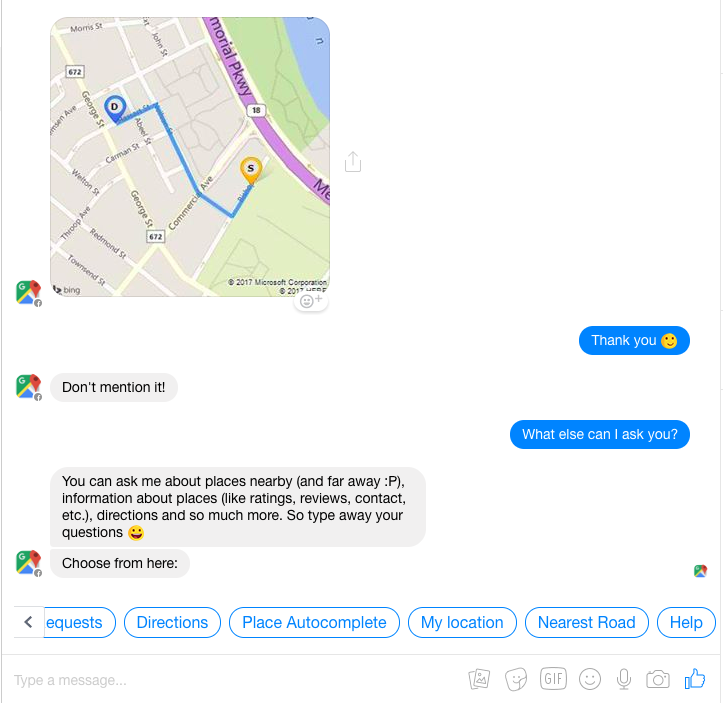 Morris St
John St
morial Pkwy
n
672
18
George St
D
msen Ave
Abeel St
Carman St
S
Welton St
George St
Commercial Ave
Bishop
Me
Throop Ave
672
Redmond St
Townsend St
© 2017 Microsoft Corporation
bing
© 2017 HERE
Thank you 🙂
Don't mention it!
What else can I ask you?
You can ask me about places nearby (and far away :P),
information about places (like ratings, reviews, contact,
etc.), directions and so much more. So type away your
questions 😀
Choose from here:
equests
Directions
Place Autocomplete
My location
Nearest Road
Help
Type a message...
GIF